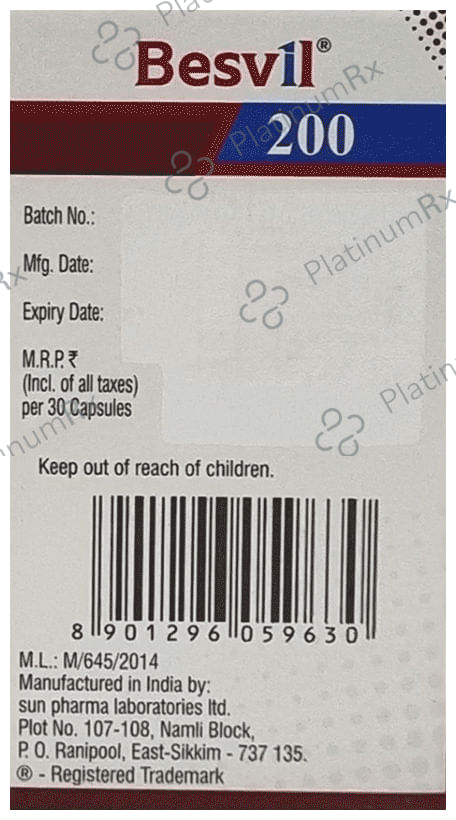 Besvil®
200
Batch No.:
Mfg. Date:
Expiry Date:
M.R.P. ₹
(Incl. of all taxes)
per 30 Capsules
Keep out of reach of children.
8 901296 059630
M.L.: M/645/2014
Manufactured in India by:
sun pharma laboratories ltd.
Plot No. 107-108, Namli Block,
P. O. Ranipool, East-Sikkim - 737 135.
® - Registered Trademark
PlatinumRx
PlatinumRx
PlatinumRx